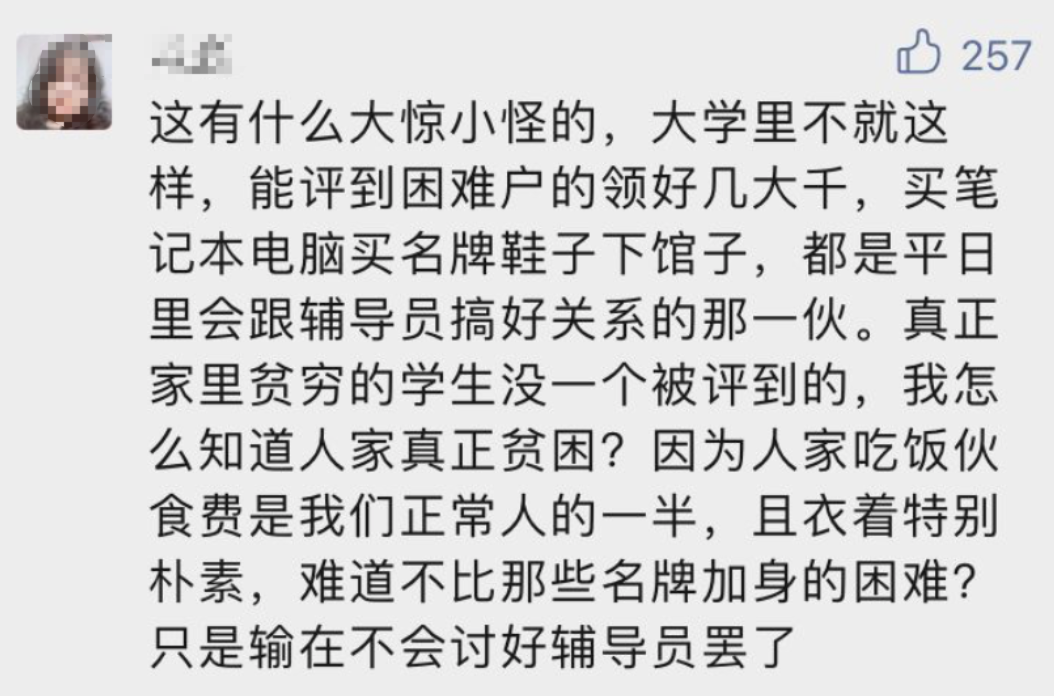 257
这有什么大惊小怪的，大学里不就这
样，能评到困难户的领好几大千，买笔
记本电脑买名牌鞋子下馆子，都是平日
里会跟辅导员搞好关系的那一伙。真正
家里贫穷的学生没一个被评到的，我怎
么知道人家真正贫困？因为人家吃饭伙
食费是我们正常人的一半，且衣着特别
朴素，难道不比那些名牌加身的困难？
只是输在不会讨好辅导员罢了